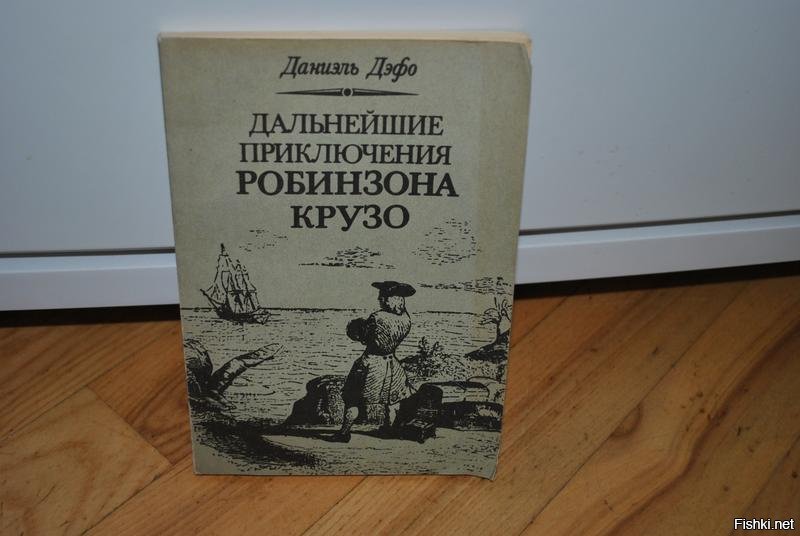 Даниэль Дэфо
ДАЛЬНЕЙШИЕ
ПРИКЛЮЧЕНИЯ
РОБИНЗОНА
КРУЗО
Fishki.net